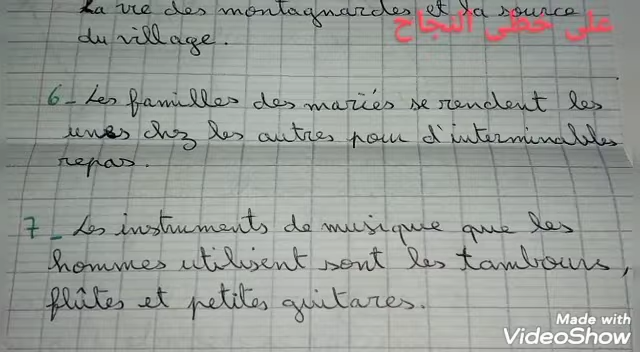 La vie des montagnardes et la source
على خطى النجاح
du village.
6- Les familles des mariés se rendent les
unes chez les autres pour d'interminables
repas.
7- Les instruments de musique que les
hommes utilisent sont les tambours,
flûtes et petites guitares.
Made with
VideoShow